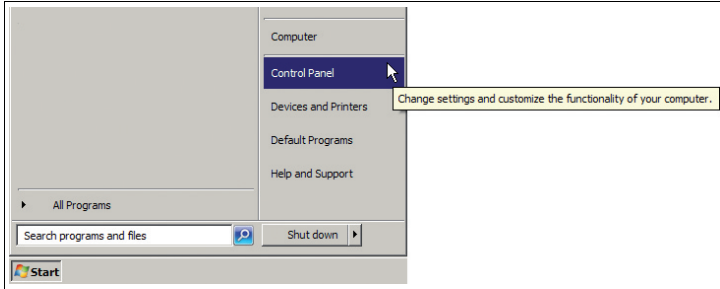 Computer
Control Panel
Change settings and customize the functionality of your computer.
Devices and Printers
Default Programs
Help and Support
All Programs
Search programs and files
Shut down
Start